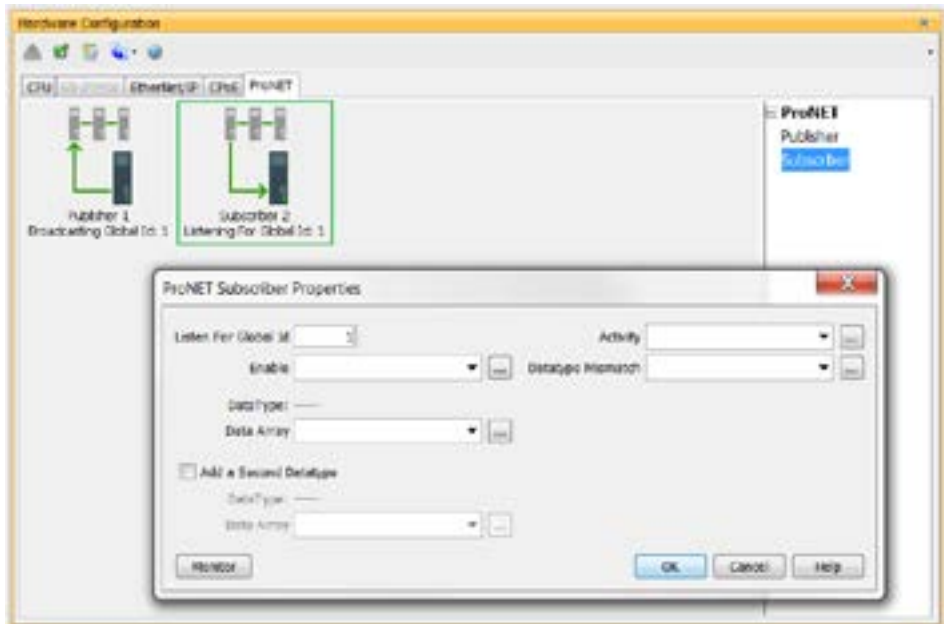 Hardware Configuration
CPU EtherNet/IP CPoE ProNET
Publisher 1
Broadcasting Global Id: 1
Subscriber 2
Listening For Global Id: 1
ProNET
Publisher
Subscriber
ProNET Subscriber Properties
Listen For Global Id 1
Activity
Enable
Datatype Mismatch
DataType: ----
Data Array
Add a Second Datatype
DataType: ----
Data Array
Monitor
OK Cancel Help